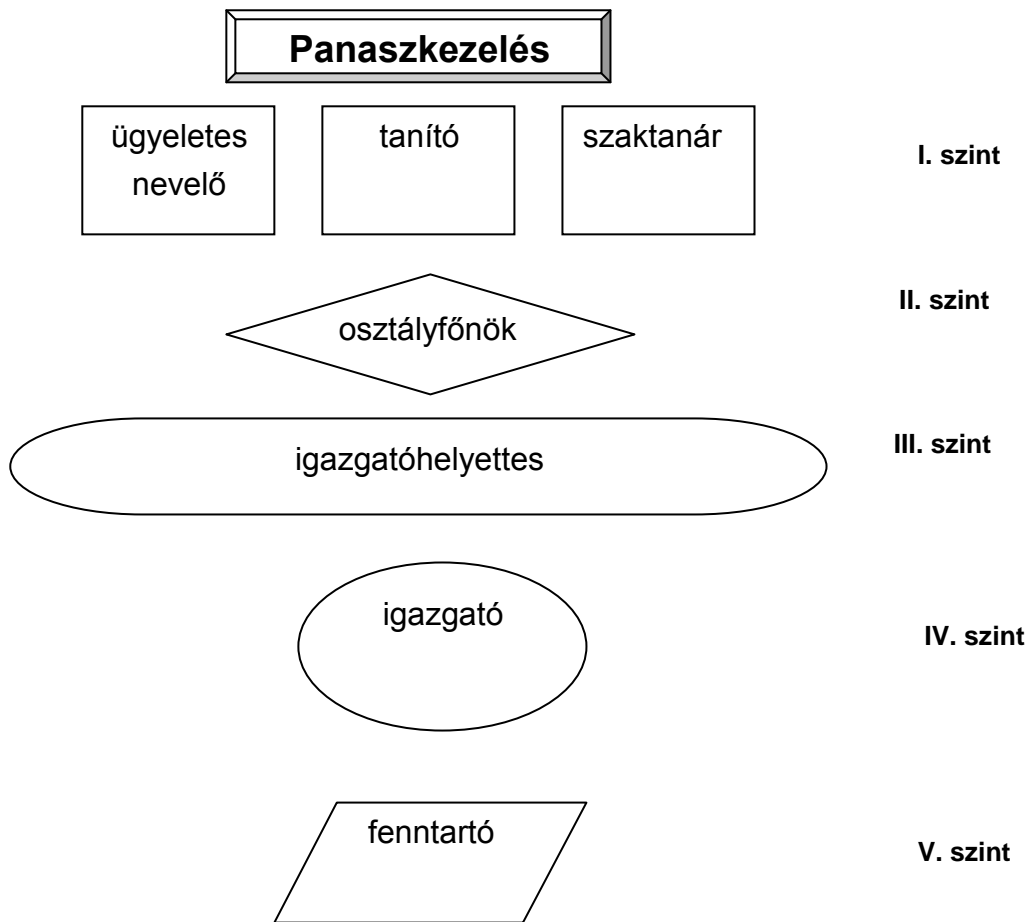 Panaszkezelés
ügyeletes
nevelő
tanító
szaktanár
I. szint
osztályfőnök
II. szint
igazgatóhelyettes
III. szint
igazgató
IV. szint
fenntartó
V. szint